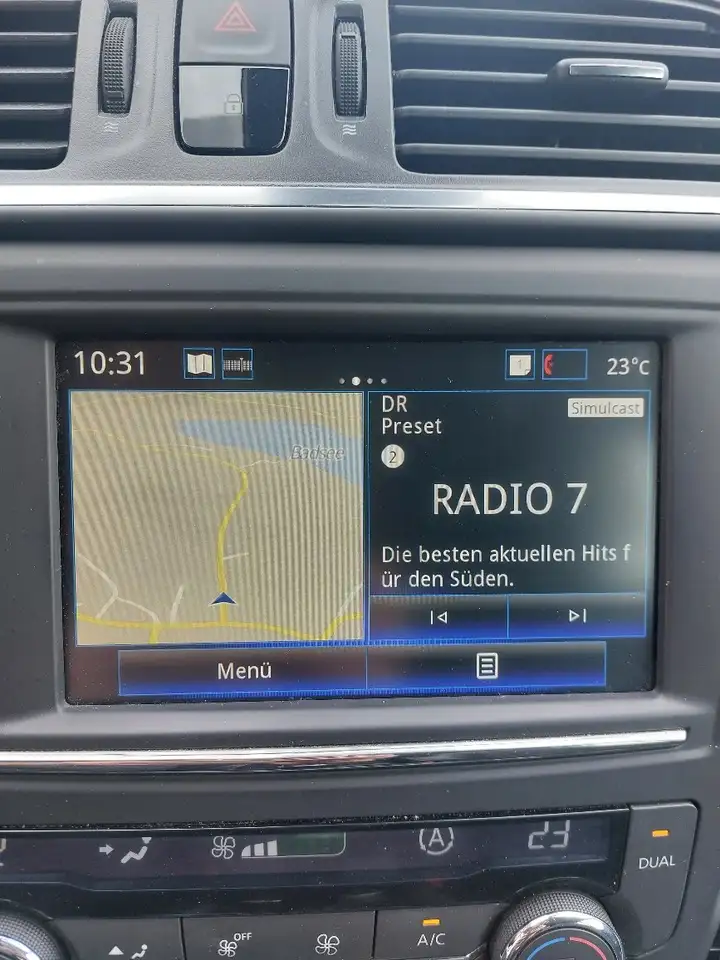 10:31
23°C
Badsee
DR
Simulcast
Preset
2
RADIO 7
Die besten aktuellen Hits f
ür den Süden.
Menü
A
23
DUAL
OFF
A/C